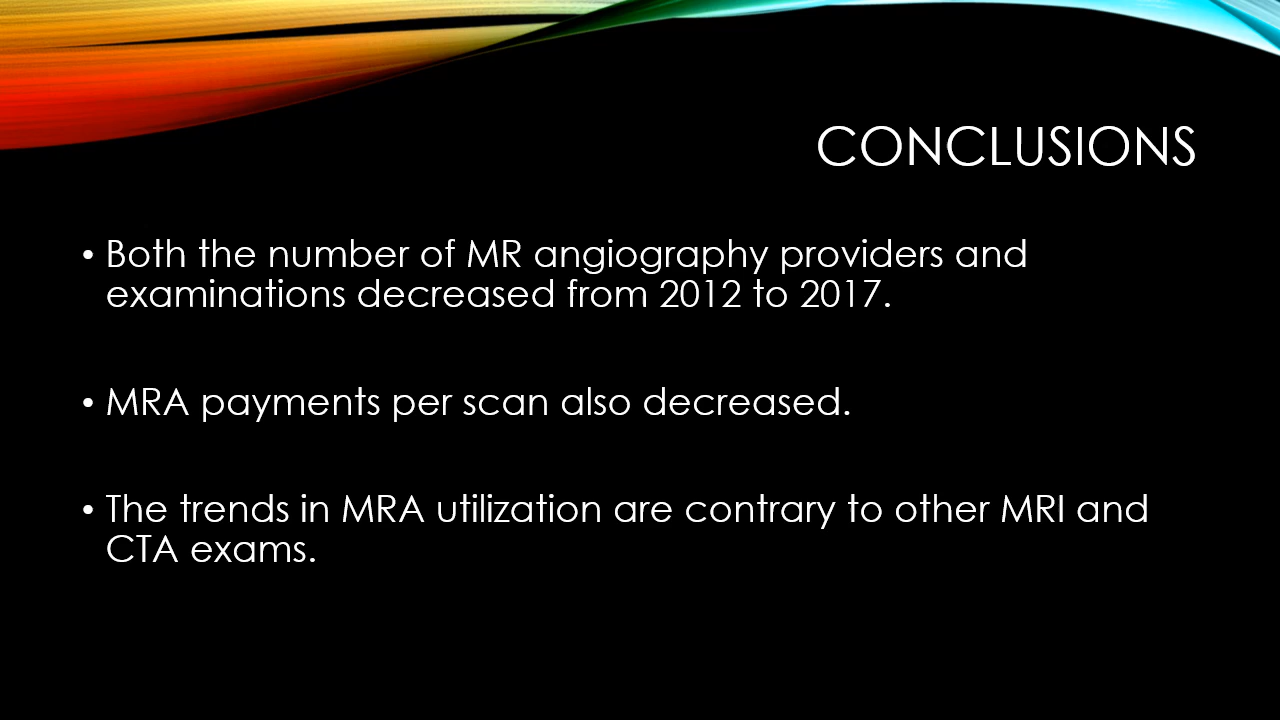 CONCLUSIONS
• Both the number of MR angiography providers and
examinations decreased from 2012 to 2017.
• MRA payments per scan also decreased.
• The trends in MRA utilization are contrary to other MRI and
CTA exams.